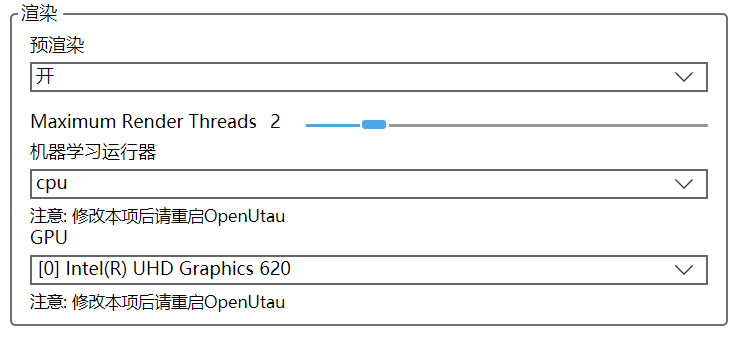 渲染
预渲染
开
Maximum Render Threads 2
机器学习运行器
cpu
注意: 修改本项后请重启OpenUtau
GPU
[0] Intel(R) UHD Graphics 620
注意: 修改本项后请重启OpenUtau